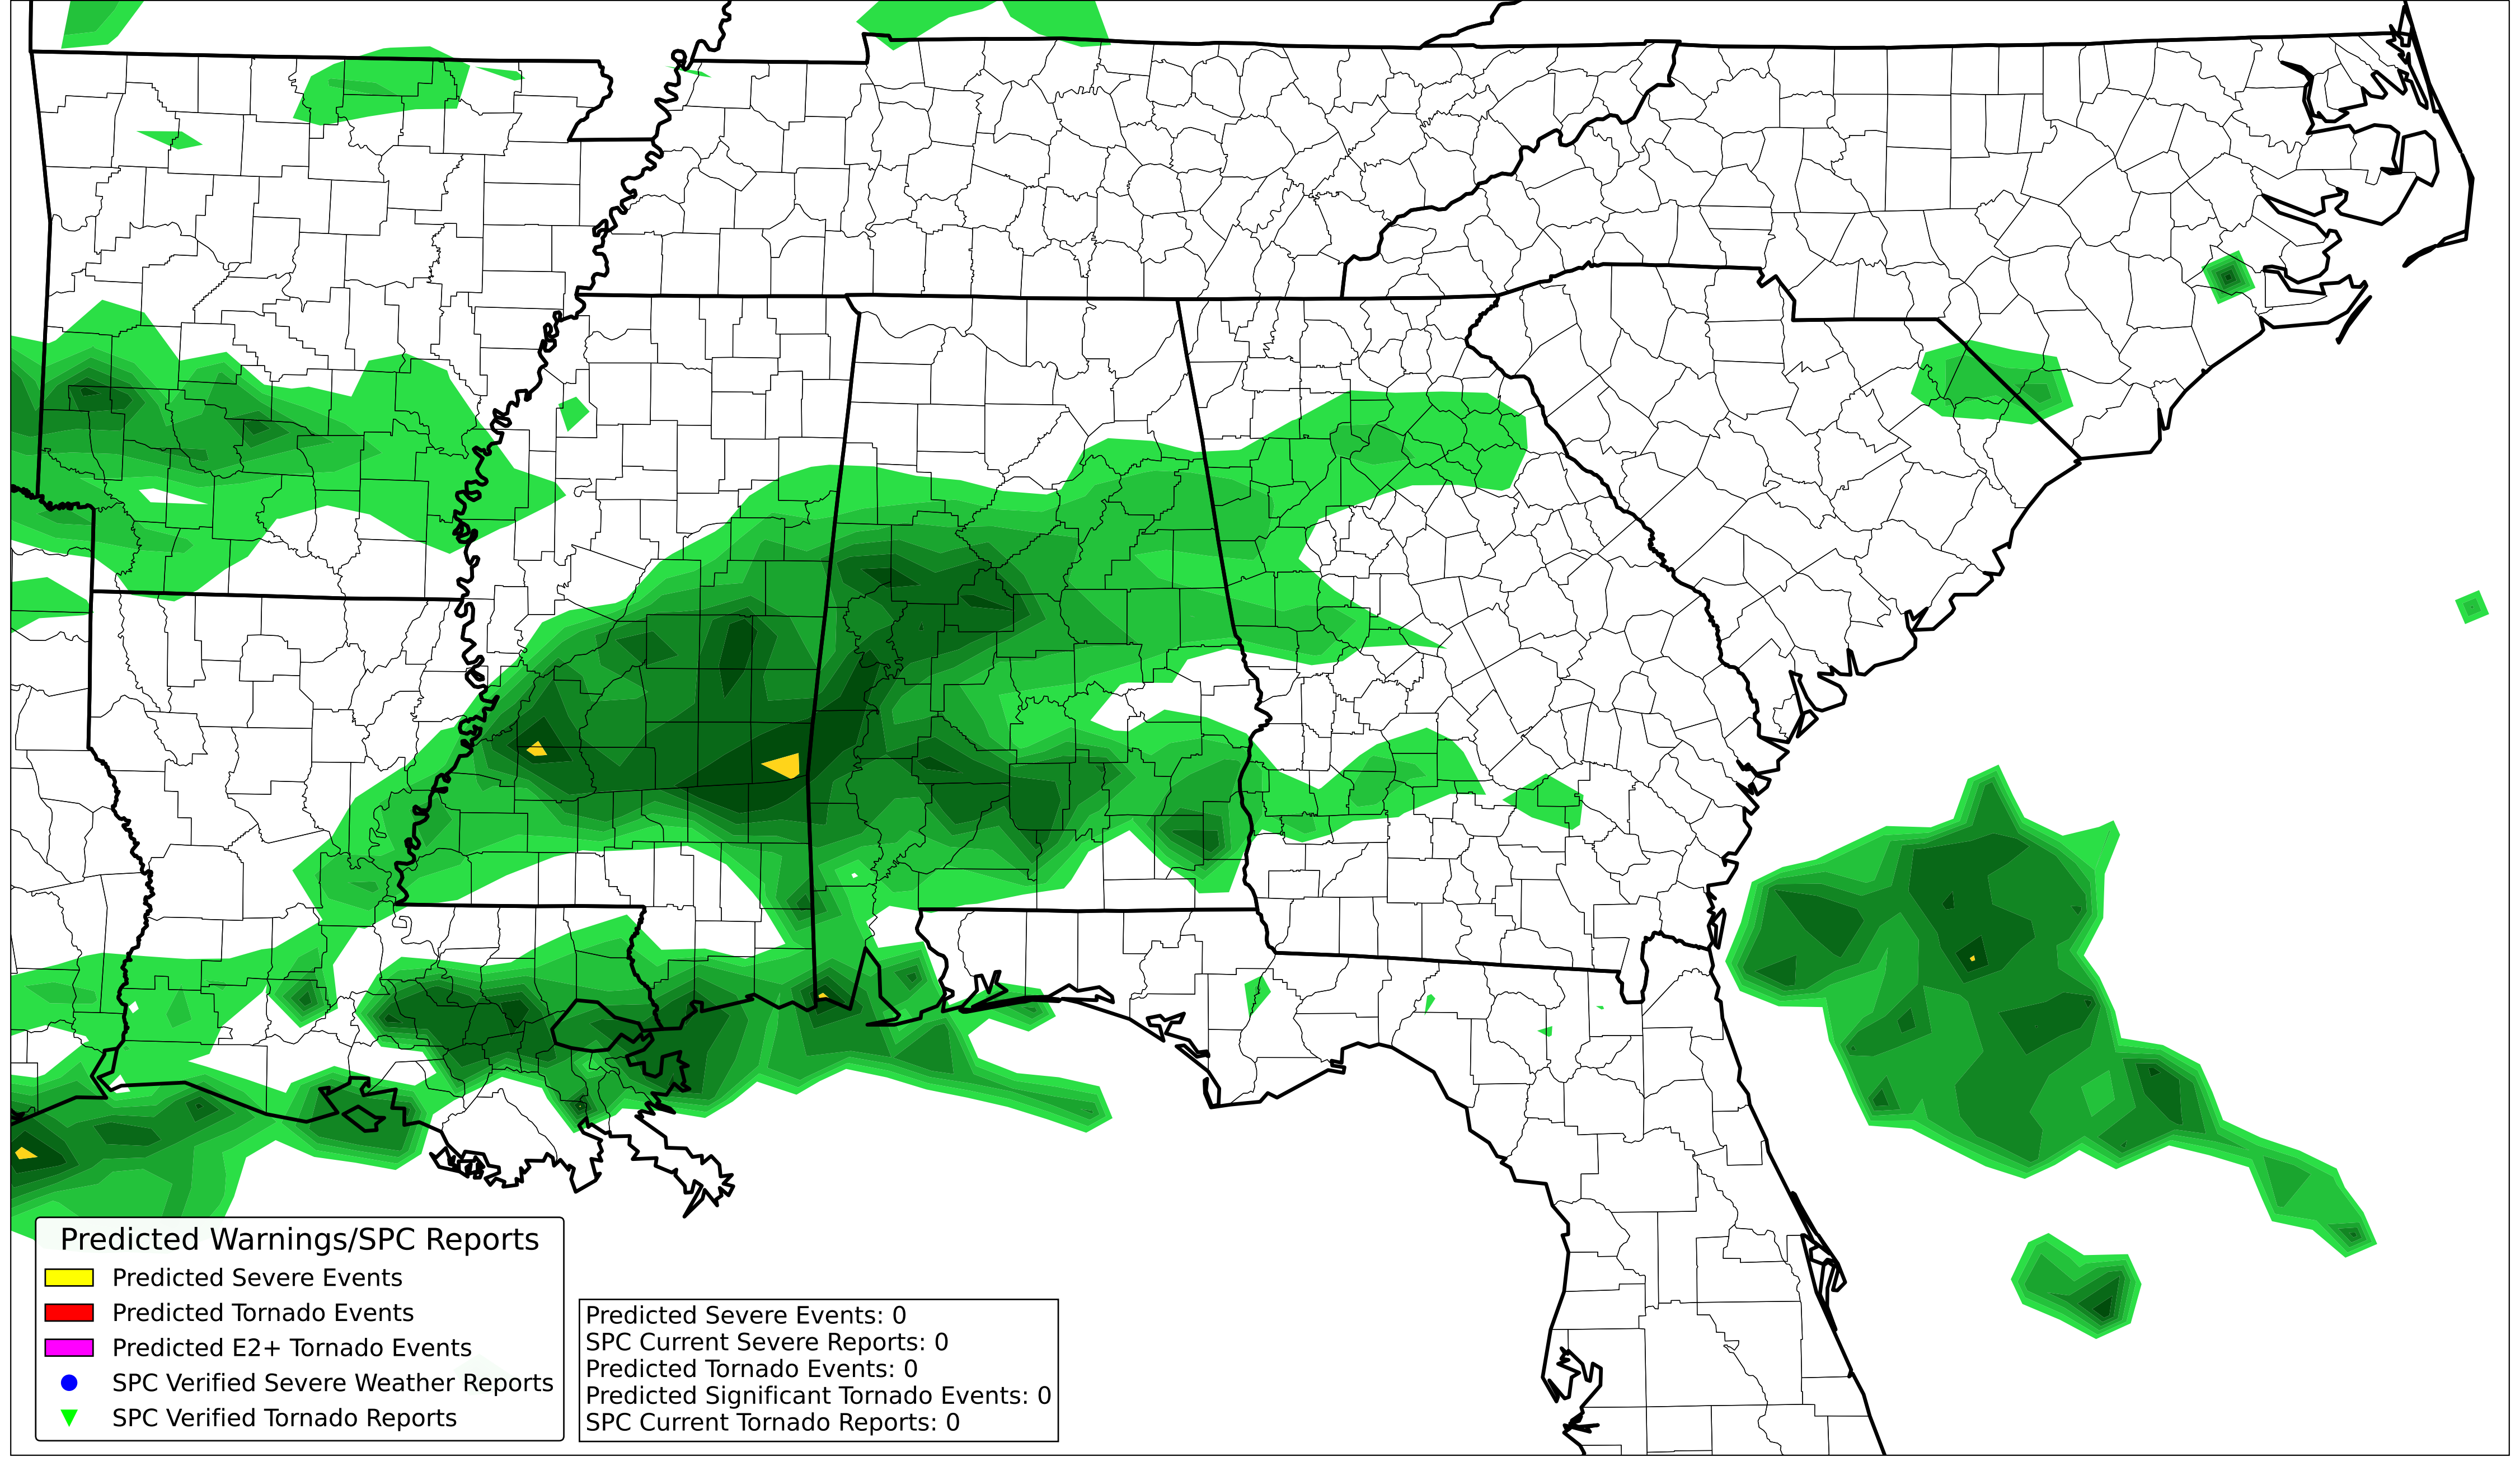 Predicted Warnings/SPC Reports
Predicted Severe Events
Predicted Tornado Events
Predicted E2+ Tornado Events
SPC Verified Severe Weather Reports
SPC Verified Tornado Reports
Predicted Severe Events: 0
SPC Current Severe Reports: 0
Predicted Tornado Events: 0
Predicted Significant Tornado Events: 0
SPC Current Tornado Reports: 0